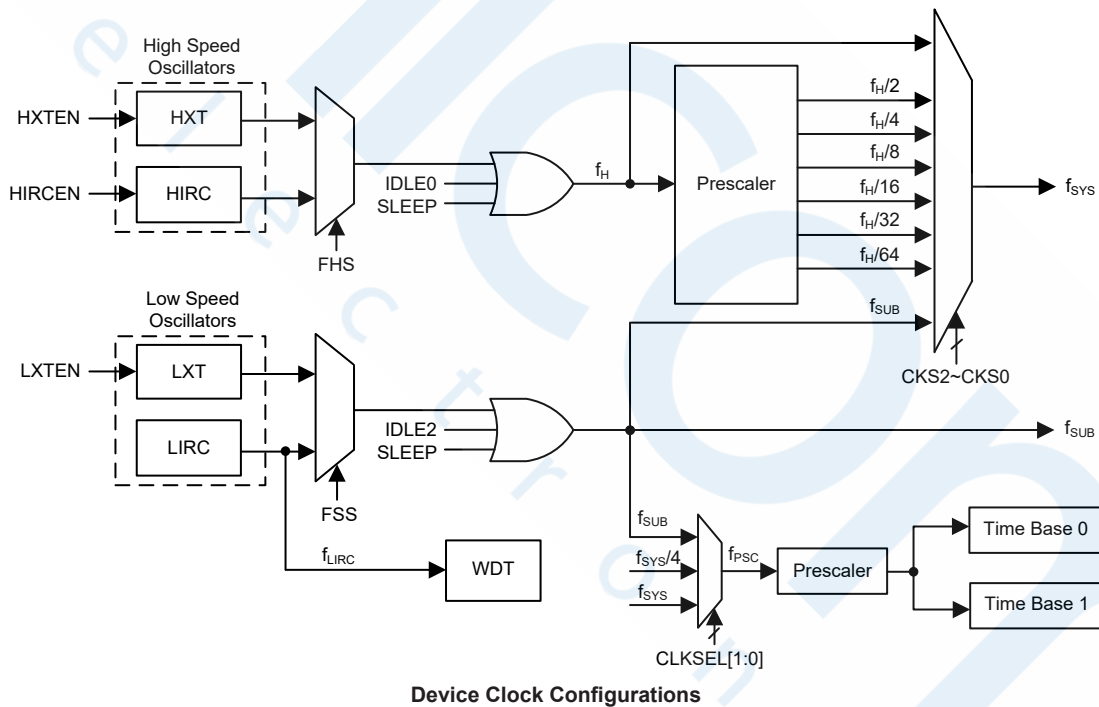 High Speed
Oscillators
HXTEN
HXT
HIRCEN
HIRC
FHS
IDLE0
SLEEP
fH
Prescaler
fH/2
fH/4
fH/8
fH/16
fH/32
fH/64
fSUB
CKS2~CKS0
fSYS
Low Speed
Oscillators
LXTEN
LXT
LIRC
FSS
IDLE2
SLEEP
fSUB
fLIRC
WDT
fSUB
fSYS/4
fSYS
CLKSEL[1:0]
fPSC
Prescaler
Time Base 0
Time Base 1
Device Clock Configurations
e-llcon
electron